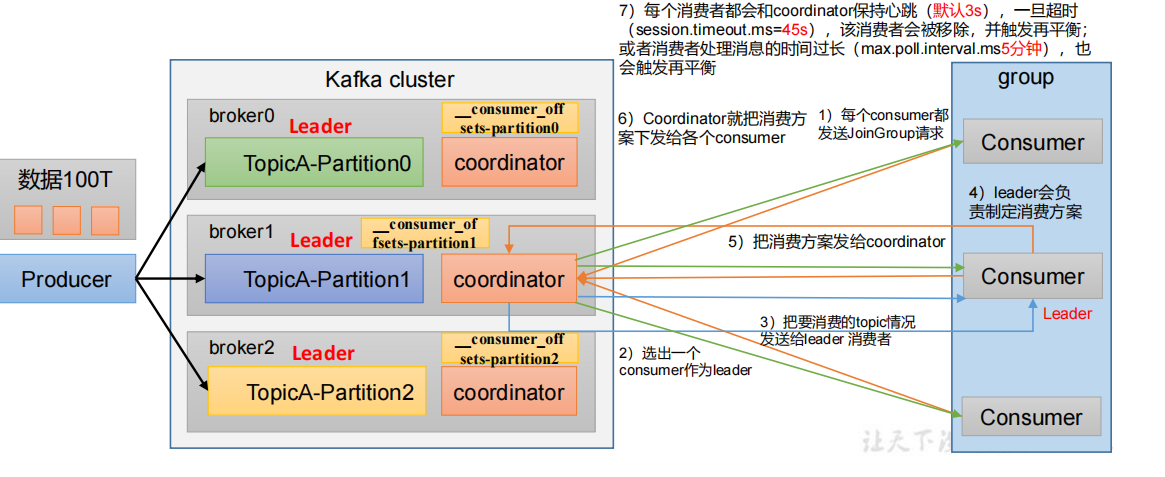 7）每个消费者都会和coordinator保持心跳（默认3s），一旦超时
（session.timeout.ms=45s），该消费者会被移除，并触发再平衡；
或者消费者处理消息的时间过长（max.poll.interval.ms5分钟），也
会触发再平衡
Kafka cluster
group
broker0
Leader
__consumer_off
sets-partition0
TopicA-Partition0
coordinator
6）Coordinator就把消费方
案下发给各个consumer
1）每个consumer都
发送JoinGroup请求
Consumer
数据100T
Producer
broker1
Leader
__consumer_of
fsets-partition1
TopicA-Partition1
coordinator
4）leader会负
责制定消费方案
5）把消费方案发给coordinator
Consumer
Leader
3）把要消费的topic情况
发送给leader 消费者
broker2
Leader
__consumer_off
sets-partition2
TopicA-Partition2
coordinator
2）选出一个
consumer作为leader
Consumer
让天下